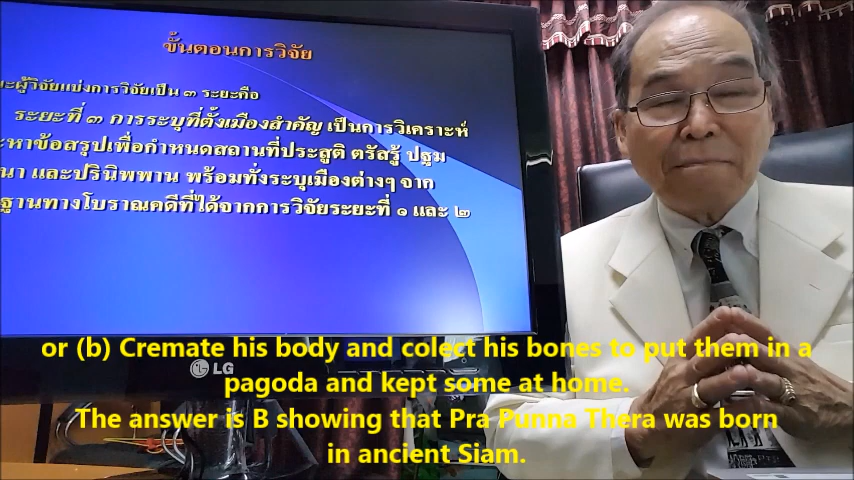 ขั้นตอนการวิจัย
ผู้วิจัยแบ่งการวิจัยเป็น ๓ ระยะคือ
ระยะที่ ๓ การระบุที่ตั้งเมืองสำคัญ เป็นการวิเคราะห์
หาข้อสรุปเพื่อกำหนดสถานที่ประสูติ ตรัสรู้ ปฐม
นา และปรินิพพาน พร้อมทั้งระบุเมืองต่างๆ จาก
ฐานทางโบราณคดีที่ได้จากการวิจัยระยะที่ ๑ และ ๒
or (b) Cremate his body and colect his bones to put them in a
LG
pagoda and kept some at home.
The answer is B showing that Pra Punna Thera was born
in ancient Siam.